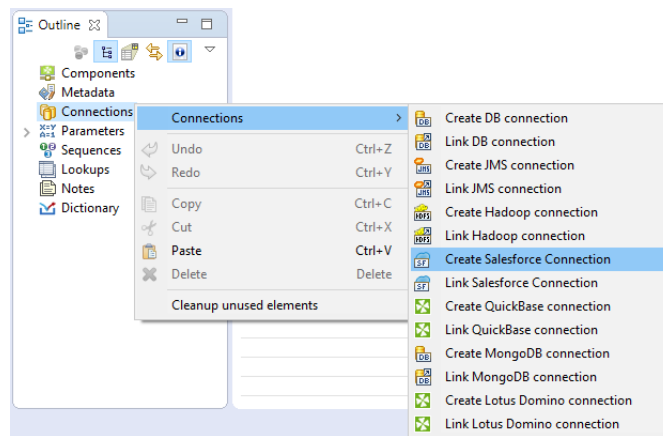 Outline
Components
Metadata
Connections
Parameters
Sequences
Lookups
Notes
Dictionary
Connections
Undo Ctrl+Z
Redo Ctrl+Y
Copy Ctrl+C
Cut Ctrl+X
Paste Ctrl+V
Delete Delete
Cleanup unused elements
Create DB connection
Link DB connection
Create JMS connection
Link JMS connection
Create Hadoop connection
Link Hadoop connection
Create Salesforce Connection
Link Salesforce Connection
Create QuickBase connection
Link QuickBase connection
Create MongoDB connection
Link MongoDB connection
Create Lotus Domino connection
Link Lotus Domino connection